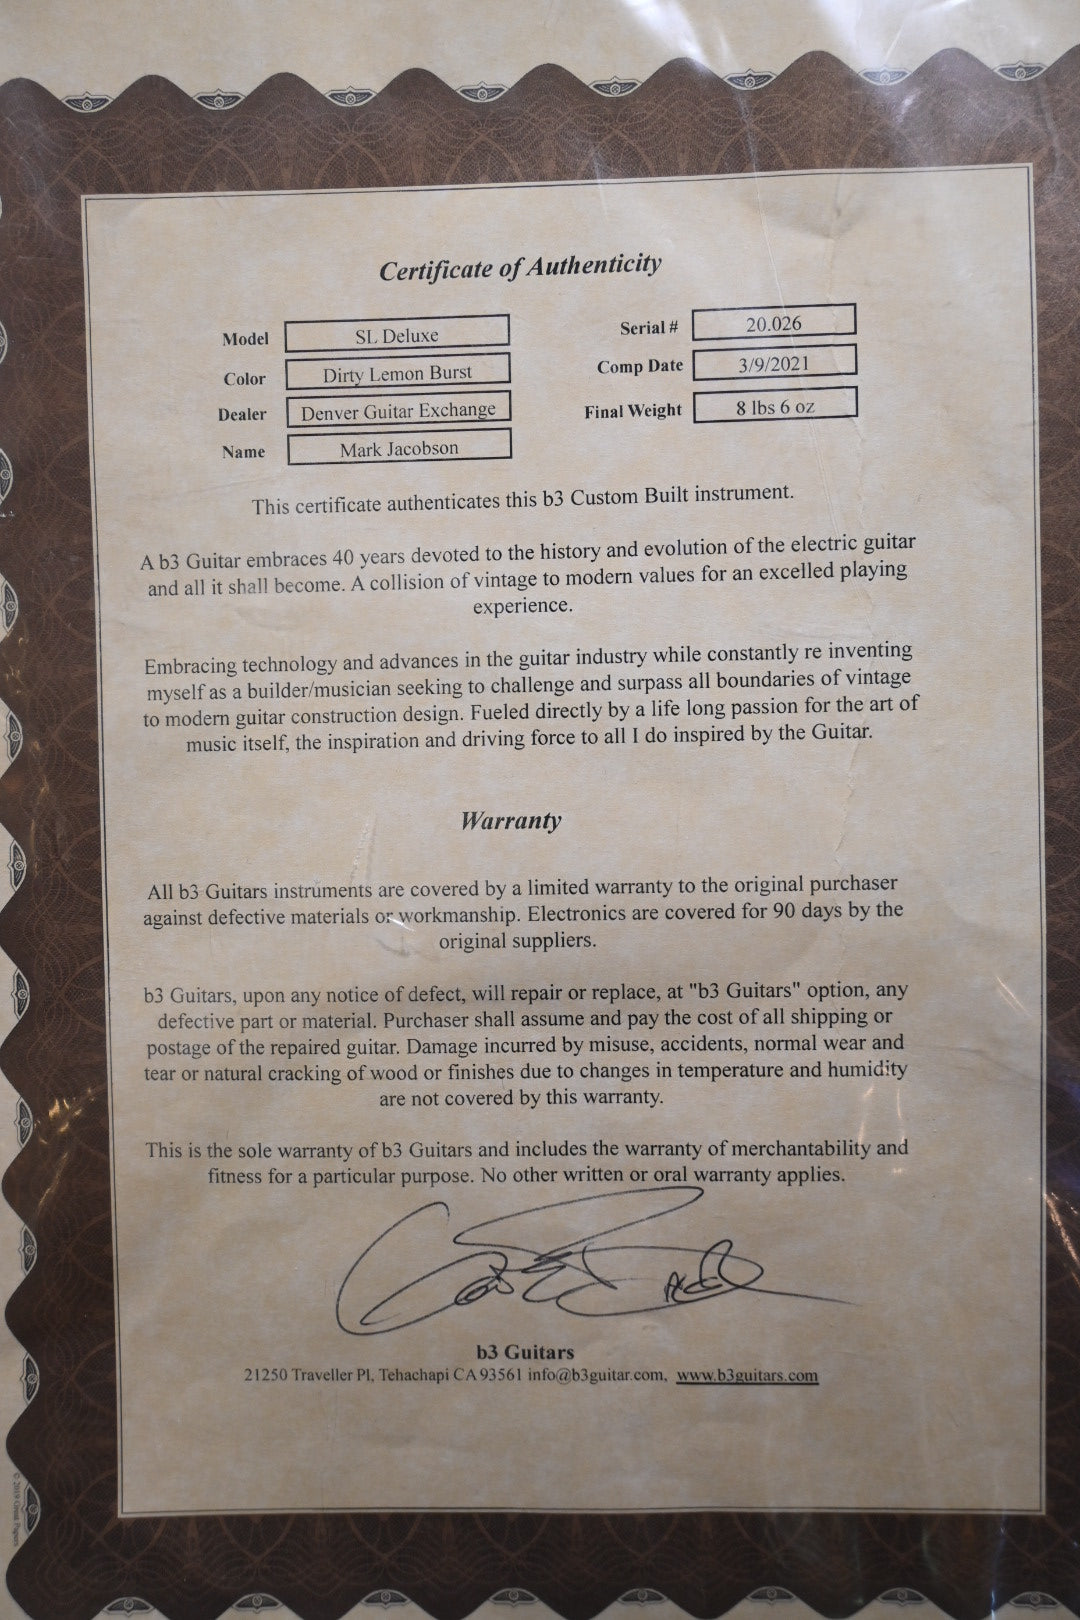 Certificate of Authenticity
Model SL Deluxe Serial # 20.026
Color Dirty Lemon Burst Comp Date 3/9/2021
Dealer Denver Guitar Exchange Final Weight 8 lbs 6 oz
Name Mark Jacobson
This certificate authenticates this b3 Custom Built instrument.
A b3 Guitar embraces 40 years devoted to the history and evolution of the electric guitar
and all it shall become. A collision of vintage to modern values for an excelled playing
experience.
Embracing technology and advances in the guitar industry while constantly re inventing
myself as a builder/musician seeking to challenge and surpass all boundaries of vintage
to modern guitar construction design. Fueled directly by a life long passion for the art of
music itself, the inspiration and driving force to all I do inspired by the Guitar.
Warranty
All b3 Guitars instruments are covered by a limited warranty to the original purchaser
against defective materials or workmanship. Electronics are covered for 90 days by the
original suppliers.
b3 Guitars, upon any notice of defect, will repair or replace, at "b3 Guitars" option, any
defective part or material. Purchaser shall assume and pay the cost of all shipping or
postage of the repaired guitar. Damage incurred by misuse, accidents, normal wear and
tear or natural cracking of wood or finishes due to changes in temperature and humidity
are not covered by this warranty.
This is the sole warranty of b3 Guitars and includes the warranty of merchantability and
fitness for a particular purpose. No other written or oral warranty applies.
b3 Guitars
21250 Traveller Pl, Tehachapi CA 93561 info@b3guitar.com, www.b3guitars.com
© 2019 Great Papers